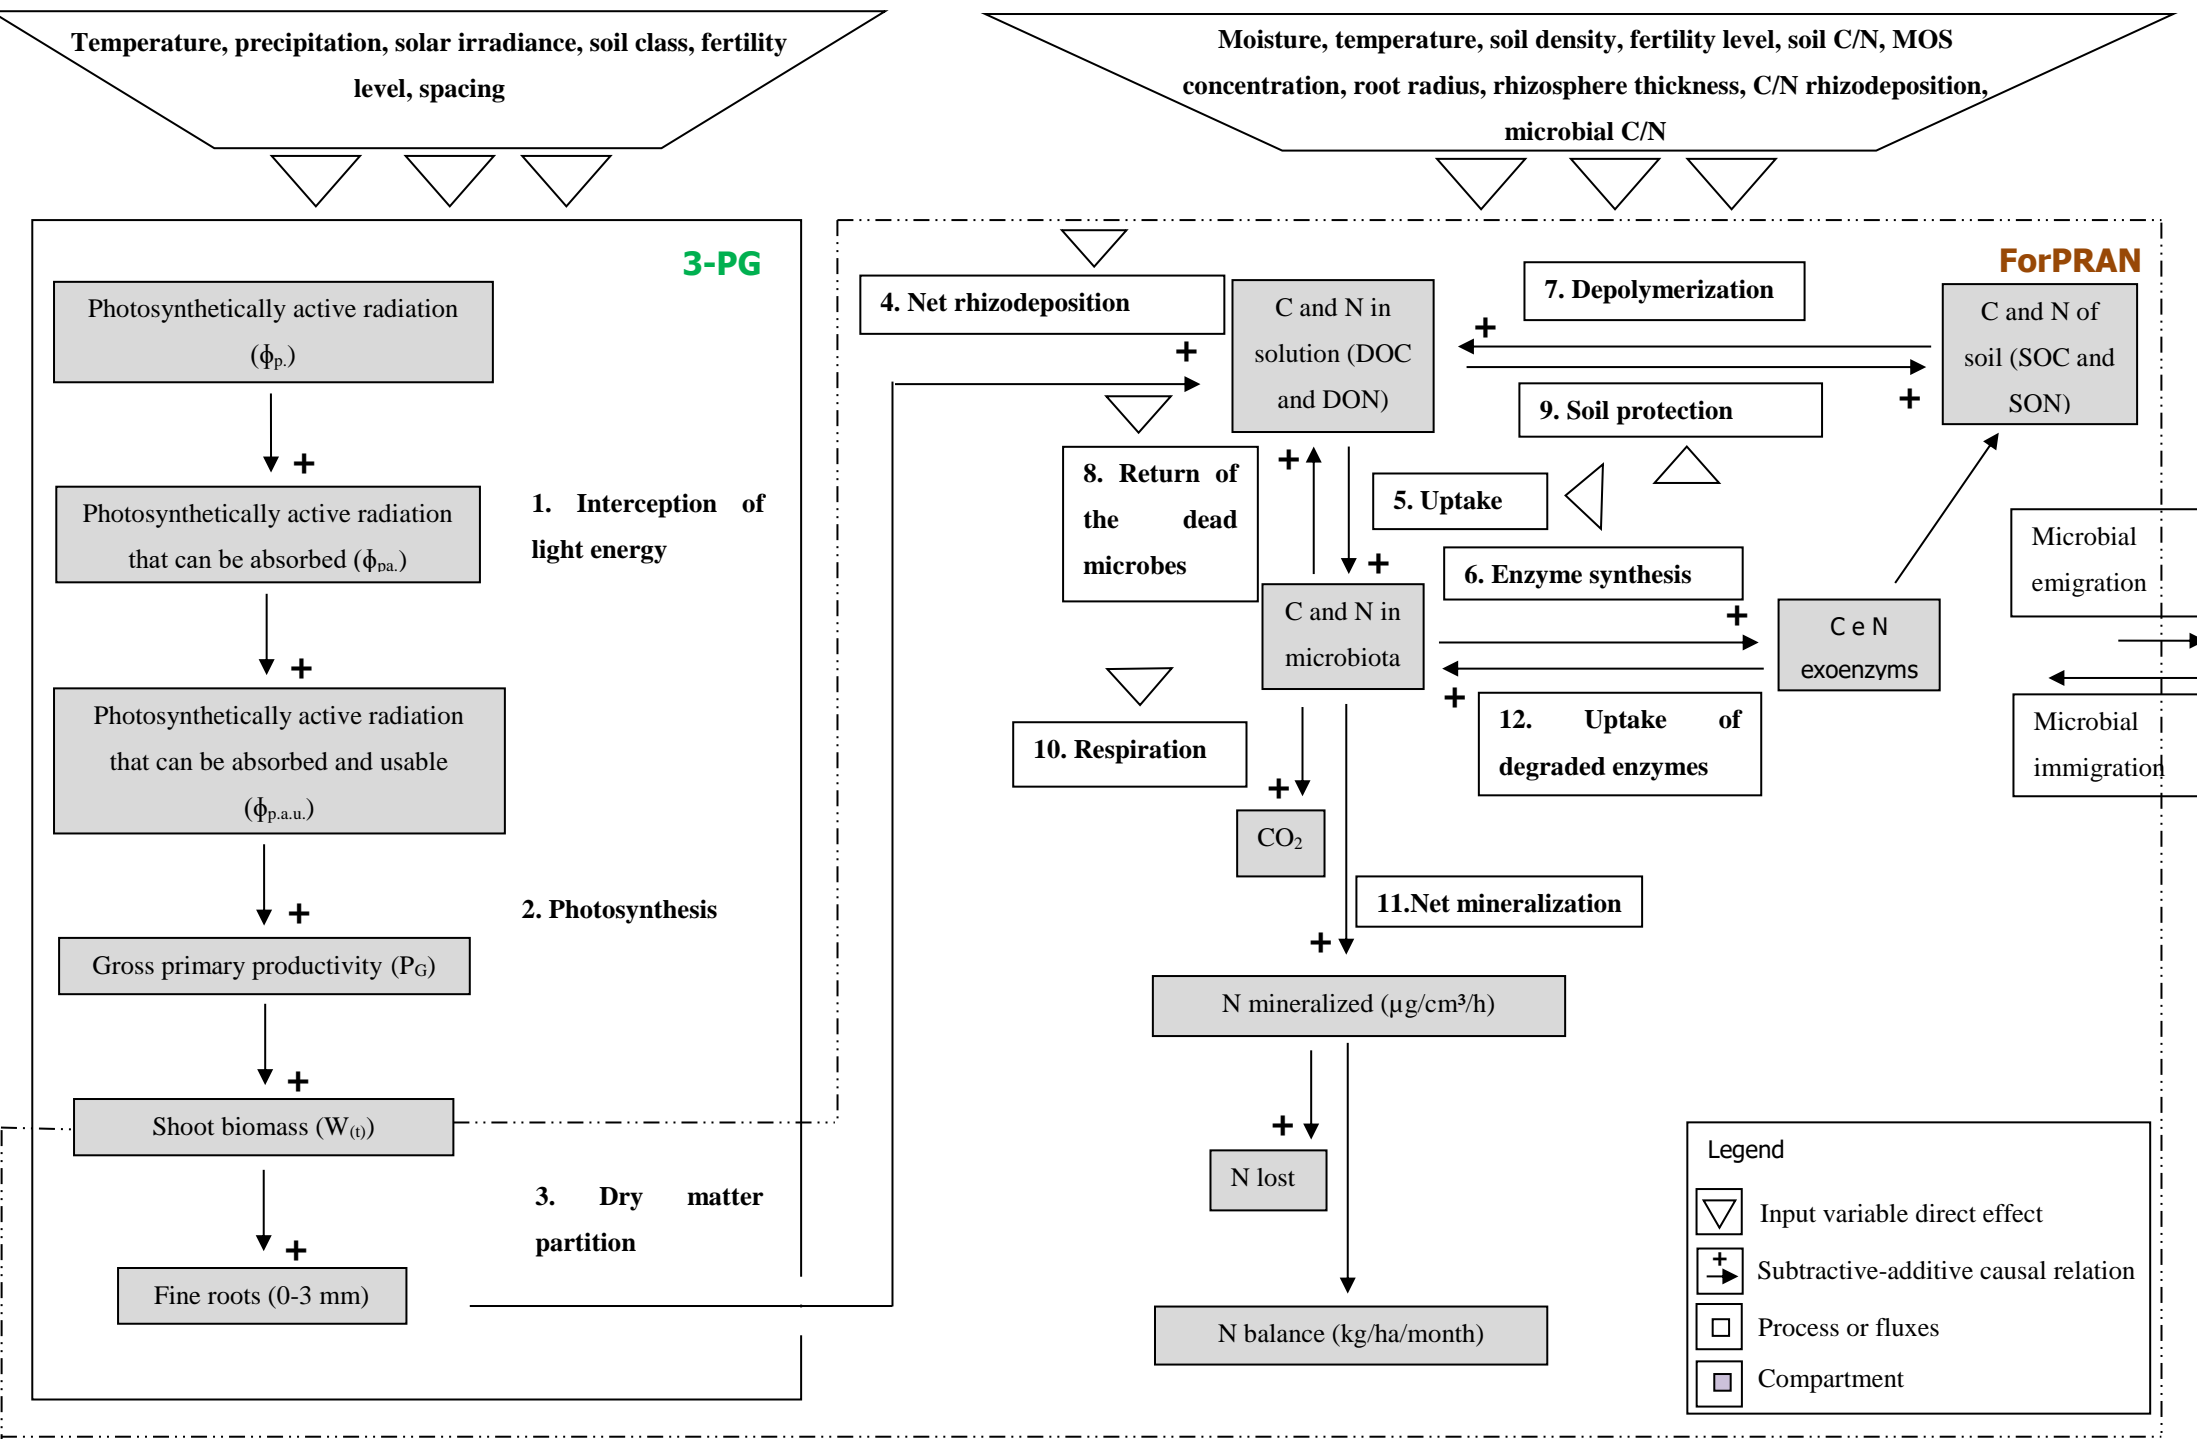 Temperature, precipitation, solar irradiance, soil class, fertility
level, spacing
Moisture, temperature, soil density, fertility level, soil C/N, MOS
concentration, root radius, rhizosphere thickness, C/N rhizodeposition,
microbial C/N
3-PG
Photosynthetically active radiation
(ϕp.)
+
Photosynthetically active radiation
that can be absorbed (ϕpa.)
1. Interception of
light energy
+
Photosynthetically active radiation
that can be absorbed and usable
(ϕp.a.u.)
+
2. Photosynthesis
Gross primary productivity (PG)
+
Shoot biomass (W(t))
+
3. Dry matter
partition
Fine roots (0-3 mm)
ForPRAN
4. Net rhizodeposition
+
C and N in
solution (DOC
and DON)
7. Depolymerization
+
9. Soil protection
+
C and N of
soil (SOC and
SON)
8. Return of
the dead
microbes
+
5. Uptake
+
6. Enzyme synthesis
+
C and N in
microbiota
C e N
exoenzyms
+
12. Uptake of
degraded enzymes
Microbial
emigration
Microbial
immigration
10. Respiration
+
CO₂
11.Net mineralization
+
N mineralized (µg/cm³/h)
+
N lost
N balance (kg/ha/month)
Legend
Input variable direct effect
+
Subtractive-additive causal relation
Process or fluxes
Compartment